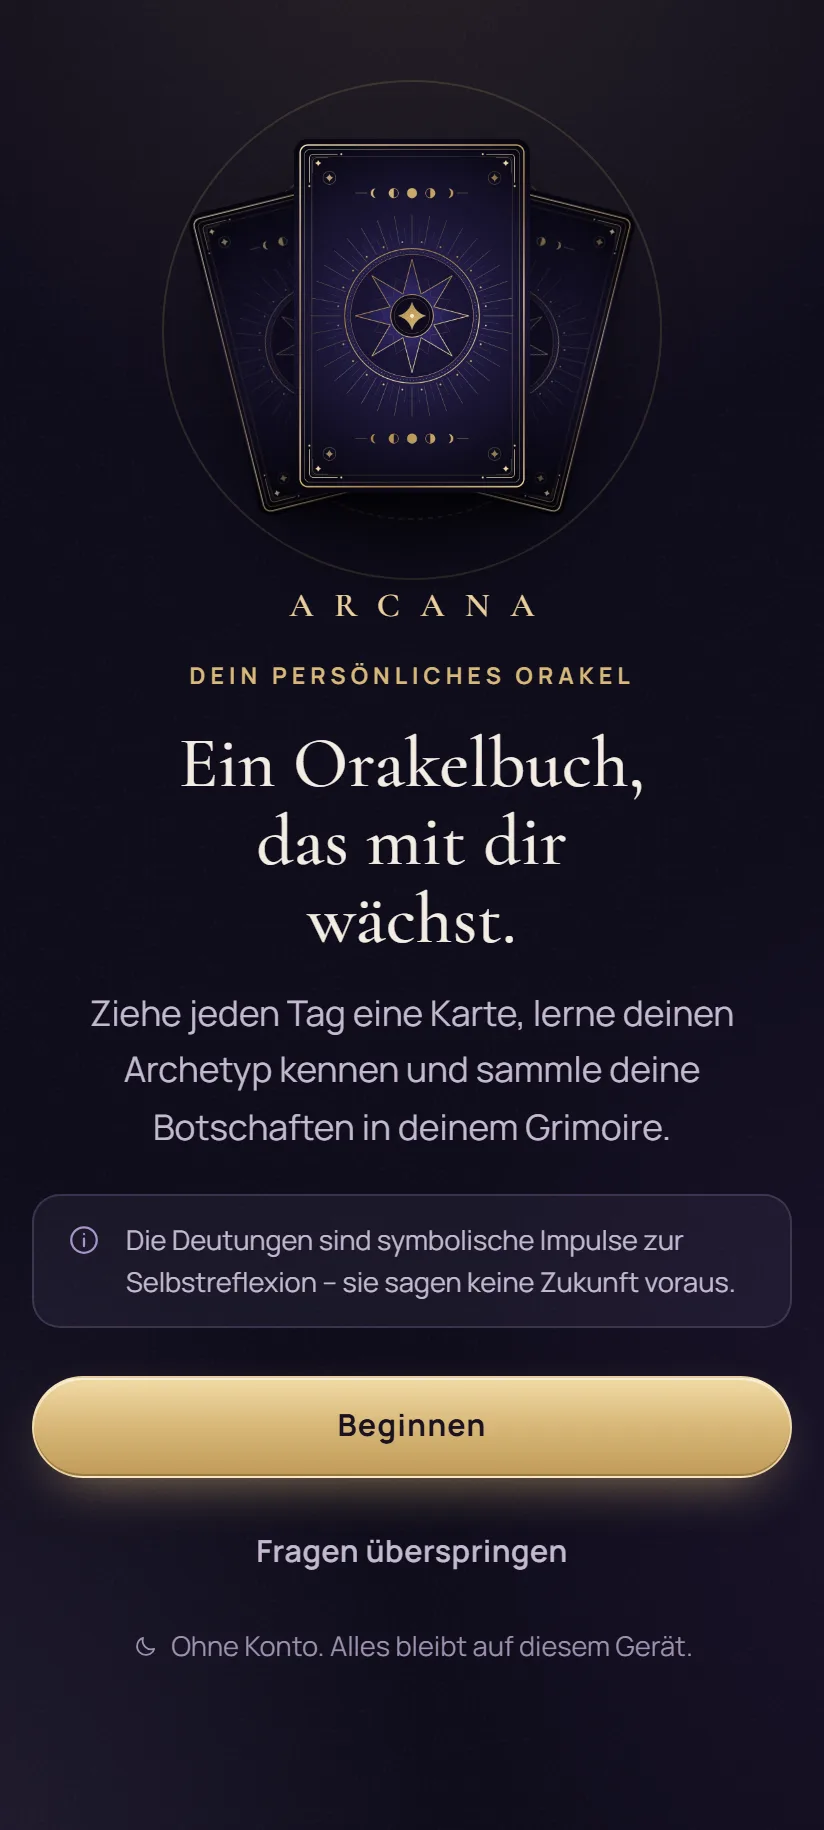 ARCANA
DEIN PERSÖNLICHES ORAKEL
Ein Orakelbuch,
das mit dir
wächst.
Ziehe jeden Tag eine Karte, lerne deinen
Archetyp kennen und sammle deine
Botschaften in deinem Grimoire.
Die Deutungen sind symbolische Impulse zur
Selbstreflexion – sie sagen keine Zukunft voraus.
Beginnen
Fragen überspringen
Ohne Konto. Alles bleibt auf diesem Gerät.